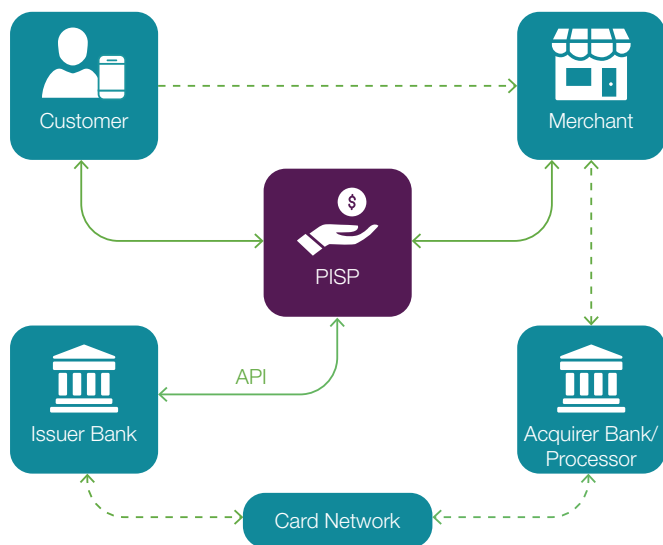 Customer
Merchant
$
PISP
API
Issuer Bank
Acquirer Bank/
Processor
Card Network